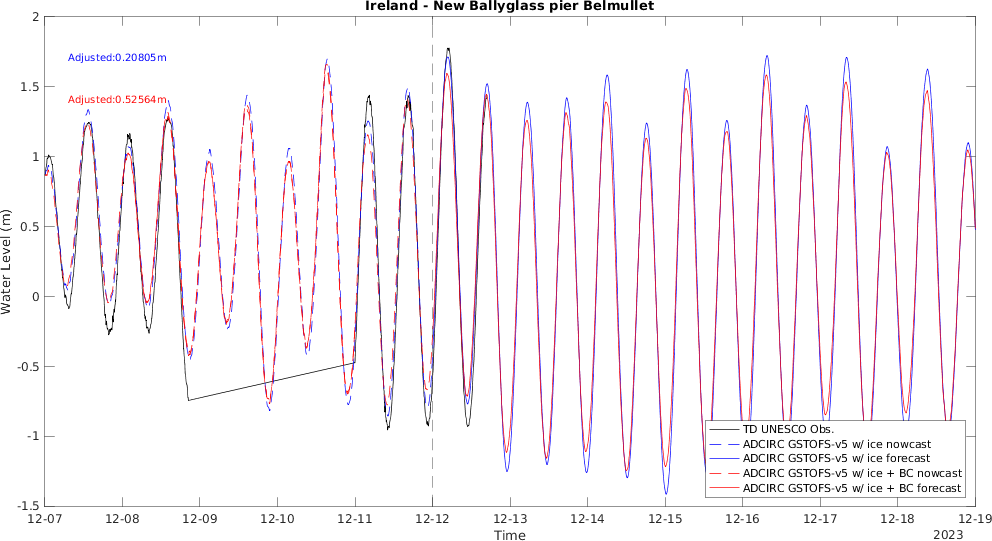 Ireland - New Ballyglass pier Belmullet
2
1.5
1
0.5
0
-0.5
-1
-1.5
Water Level (m)
Adjusted:0.20805m
Adjusted:0.52564m
TD UNESCO Obs.
ADCIRC GSTOFS-v5 w/ ice nowcast
ADCIRC GSTOFS-v5 w/ ice forecast
ADCIRC GSTOFS-v5 w/ ice + BC nowcast
ADCIRC GSTOFS-v5 w/ ice + BC forecast
12-07 12-08 12-09 12-10 12-11 12-12 12-13 12-14 12-15 12-16 12-17 12-18 12-19
Time
2023